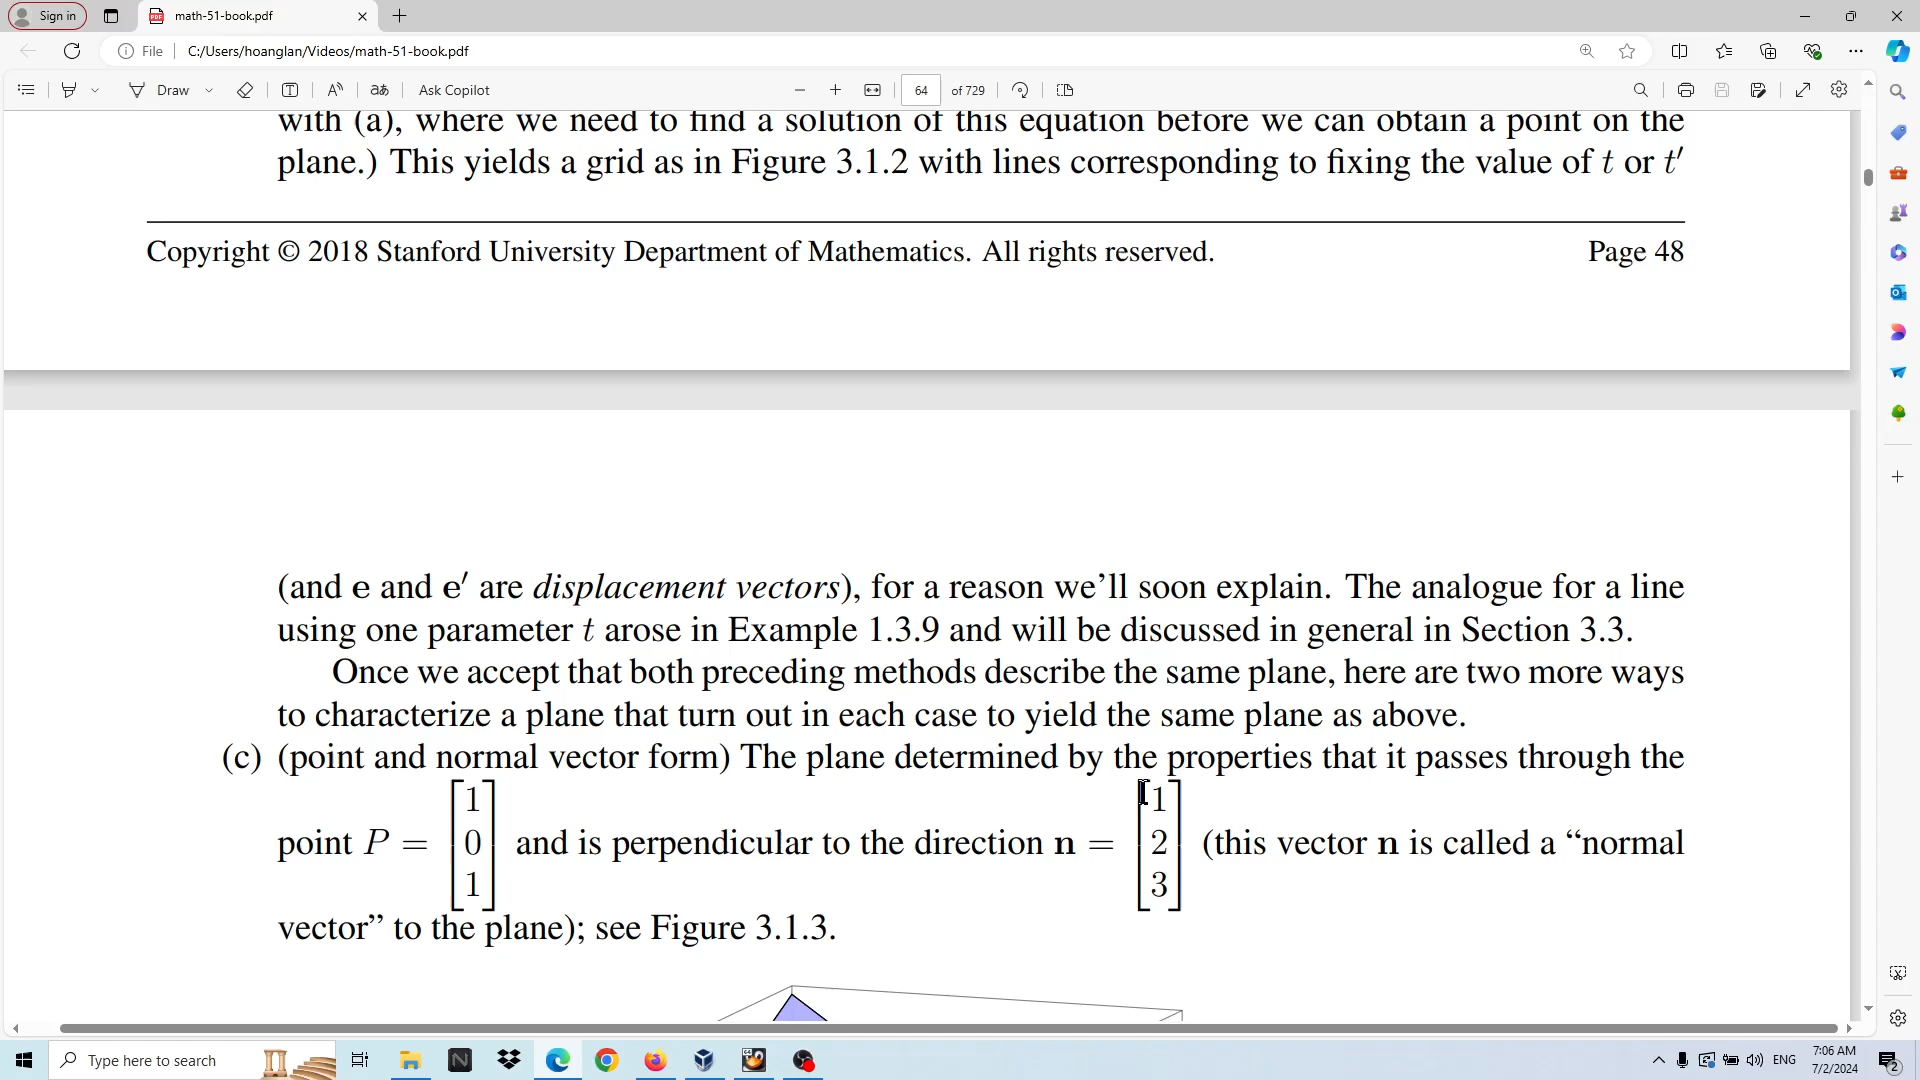 Sign in
math-51-book.pdf
File
C:/Users/hoanglan/Videos/math-51-book.pdf
Draw
Ask Copilot
64 of 729
with (a), where we need to find a solution of this equation before we can obtain a point on the
plane.) This yields a grid as in Figure 3.1.2 with lines corresponding to fixing the value of t or t′
Copyright © 2018 Stanford University Department of Mathematics. All rights reserved. Page 48
(and e and e′ are displacement vectors), for a reason we'll soon explain. The analogue for a line
using one parameter t arose in Example 1.3.9 and will be discussed in general in Section 3.3.
Once we accept that both preceding methods describe the same plane, here are two more ways
to characterize a plane that turn out in each case to yield the same plane as above.
(c) (point and normal vector form) The plane determined by the properties that it passes through the
point P = [1 0 1] and is perpendicular to the direction n = [1 2 3] (this vector n is called a “normal
vector” to the plane); see Figure 3.1.3.
Type here to search
ENG
7:06 AM
7/2/2024
2